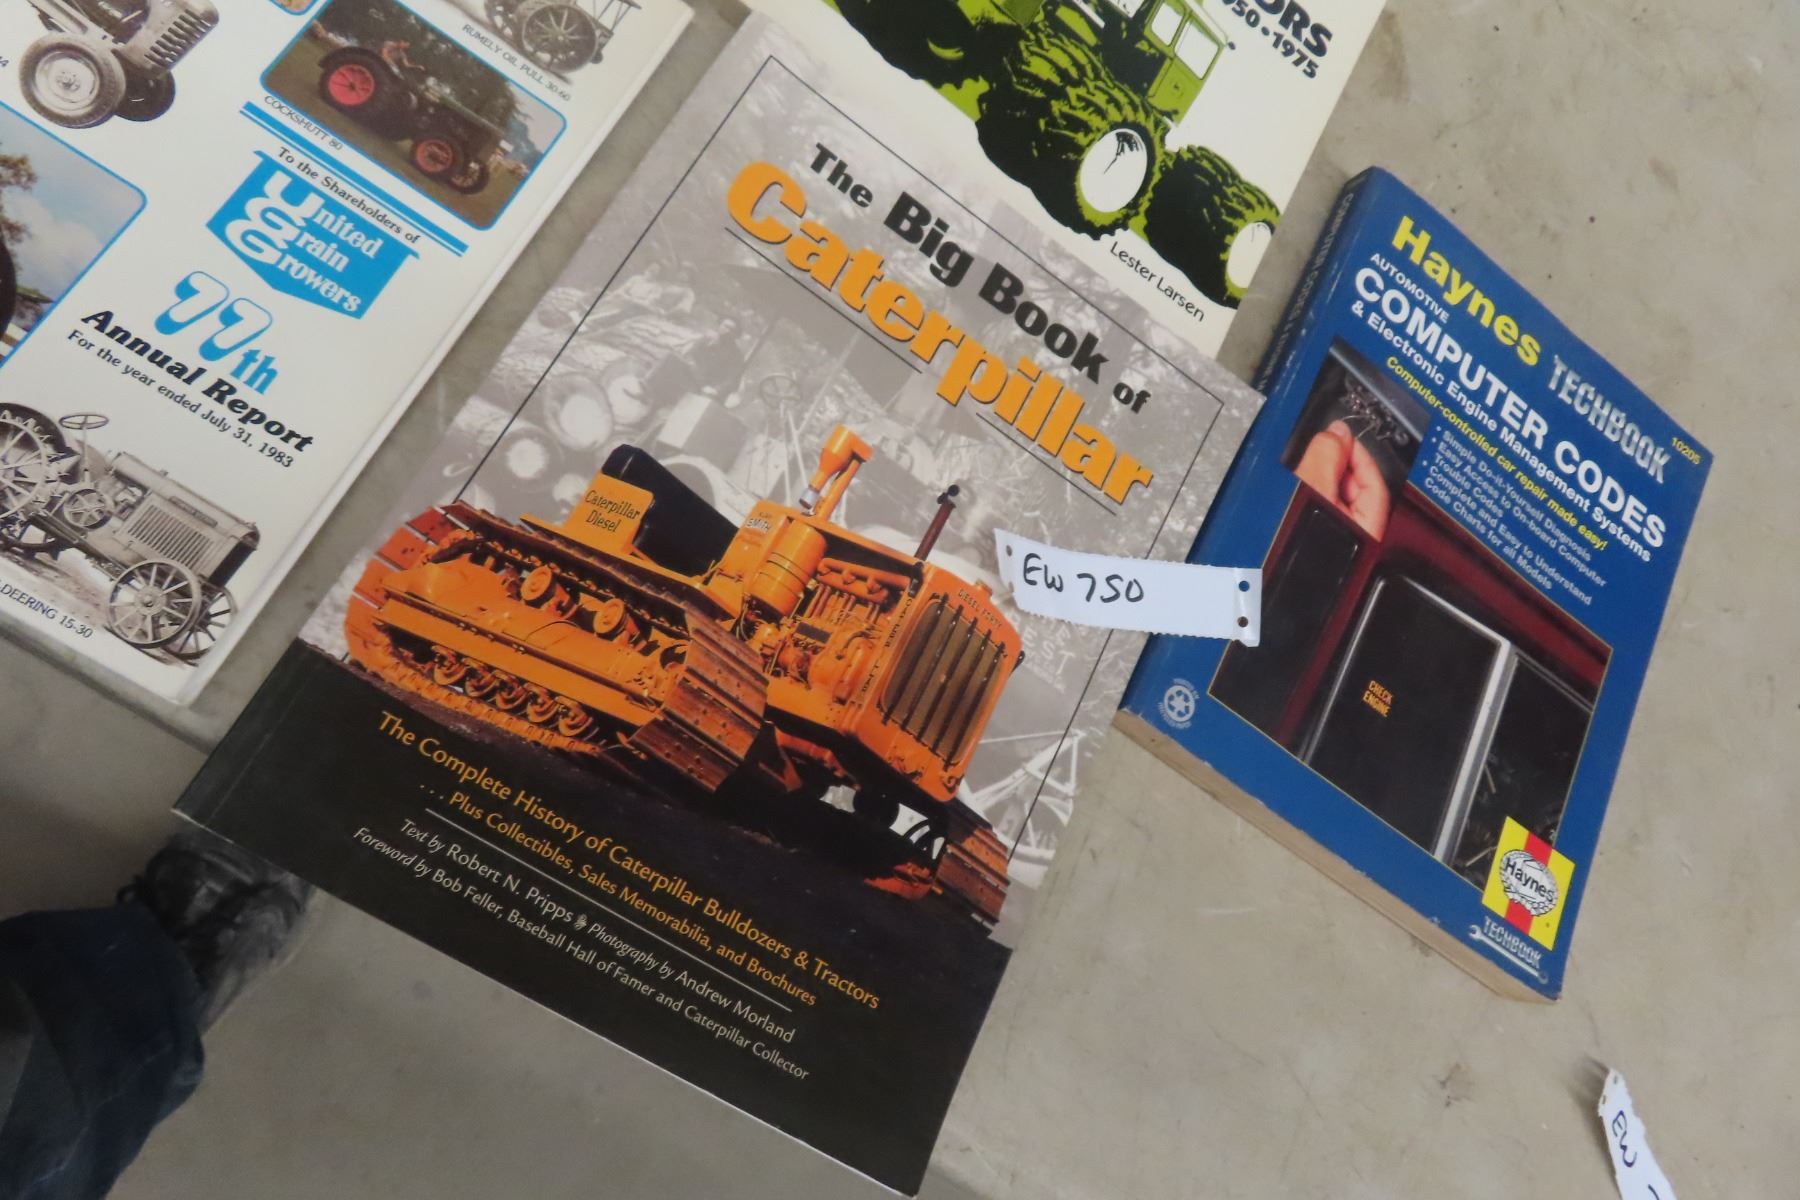 RUMELY OIL PULL 30-60
COCKSHUTT 80
To the Shareholders of
United
Grain
Growers
77th
Annual Report
For the year ended July 31, 1983
DEERING 15-30
1950-1975
Lester Larsen
The Big Book of
Caterpillar
Caterpillar
Diesel
SMITH
DIESEL FORTY
EW 750
The Complete History of Caterpillar Bulldozers & Tractors
. . . Plus Collectibles, Sales Memorabilia, and Brochures
Text by Robert N. Pripps Photography by Andrew Morland
Foreword by Bob Feller, Baseball Hall of Famer and Caterpillar Collector
Haynes TECHBOOK
10205
AUTOMOTIVE
COMPUTER CODES
& Electronic Engine Management Systems
Computer-controlled car repair made easy!
• Simple Do-it-Yourself Diagnosis
• Easy Access to On-board Computer
Trouble Codes
• Complete and Easy to Understand
Code Charts for all Models
CHECK
ENGINE
Haynes
TECHBOOK
EW